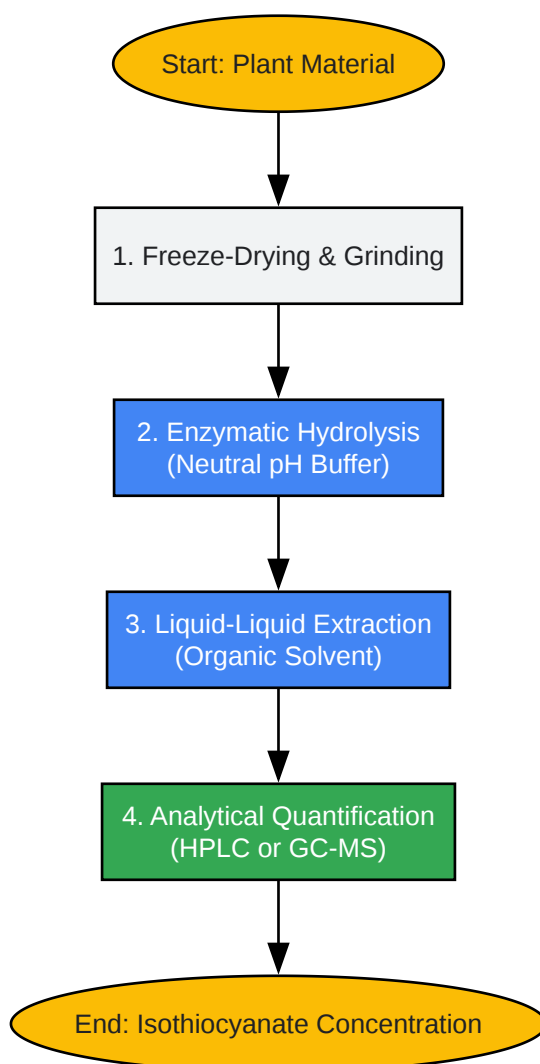 Start: Plant Material
1. Freeze-Drying & Grinding
2. Enzymatic Hydrolysis
(Neutral pH Buffer)
3. Liquid-Liquid Extraction
(Organic Solvent)
4. Analytical Quantification
(HPLC or GC-MS)
End: Isothiocyanate Concentration